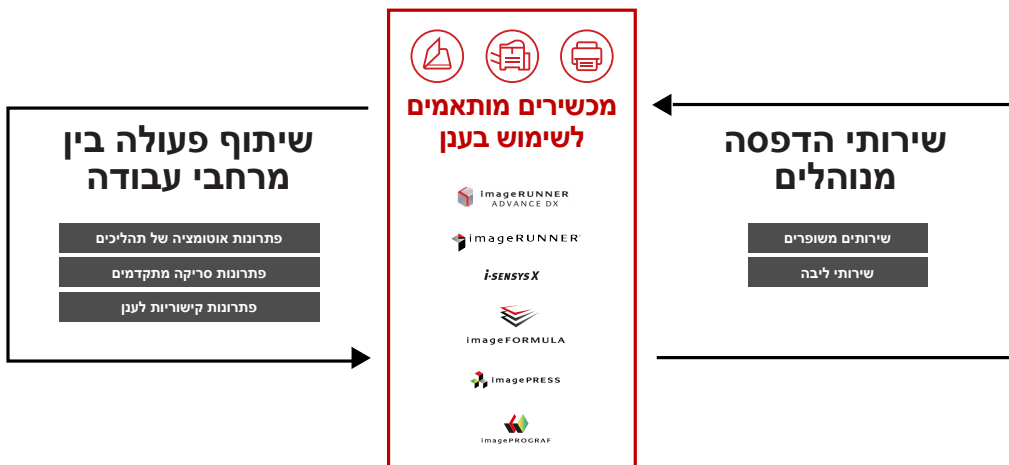 שירותי הדפסה
מנוהלים
שירותים משופרים
שירותי ליבה
מכשירים מותאמים
לשימוש בענן
imageRUNNER
ADVANCE DX
imageRUNNER
i-SENSYS X
imageFORMULA
imagePRESS
imagePROGRAF
שיתוף פעולה בין
מרחבי עבודה
פתרונות אוטומציה של תהליכים
פתרונות סריקה מתקדמים
פתרונות קישוריות לענן